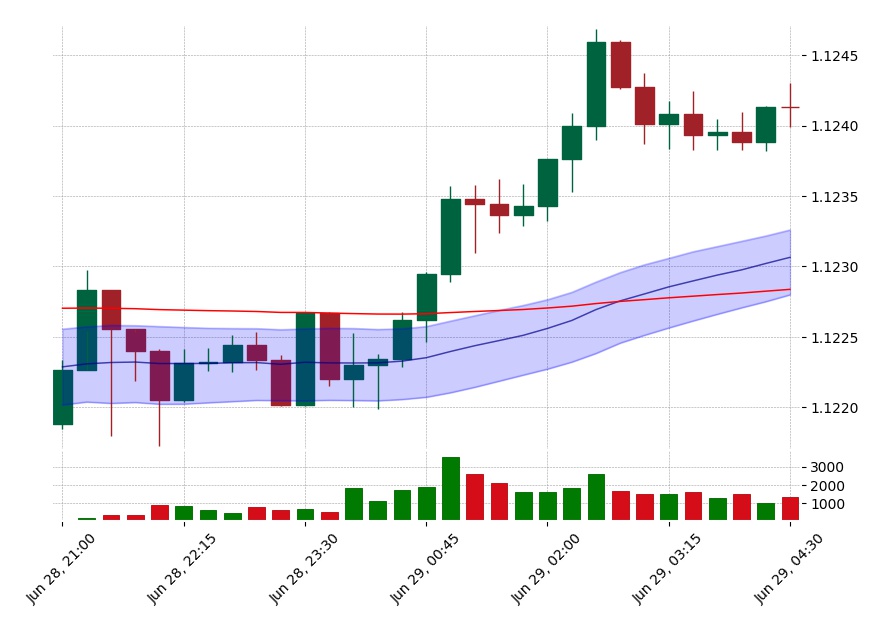 1.1245
1.1240
1.1235
1.1230
1.1225
1.1220
3000
2000
1000
Jun 28, 21:00
Jun 28, 22:15
Jun 28, 23:30
Jun 29, 00:45
Jun 29, 02:00
Jun 29, 03:15
Jun 29, 04:30